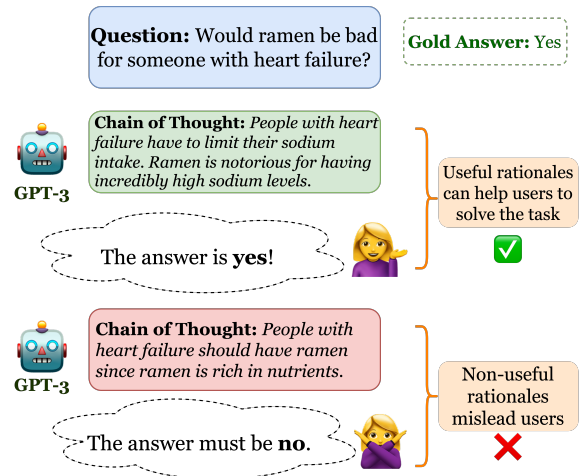 Question: Would ramen be bad
for someone with heart failure?
Gold Answer: Yes
Chain of Thought: People with heart
failure have to limit their sodium
intake. Ramen is notorious for having
incredibly high sodium levels.
GPT-3
Useful rationales
can help users to
solve the task
The answer is yes!
Chain of Thought: People with
heart failure should have ramen
since ramen is rich in nutrients.
GPT-3
Non-useful
rationales
mislead users
The answer must be no.